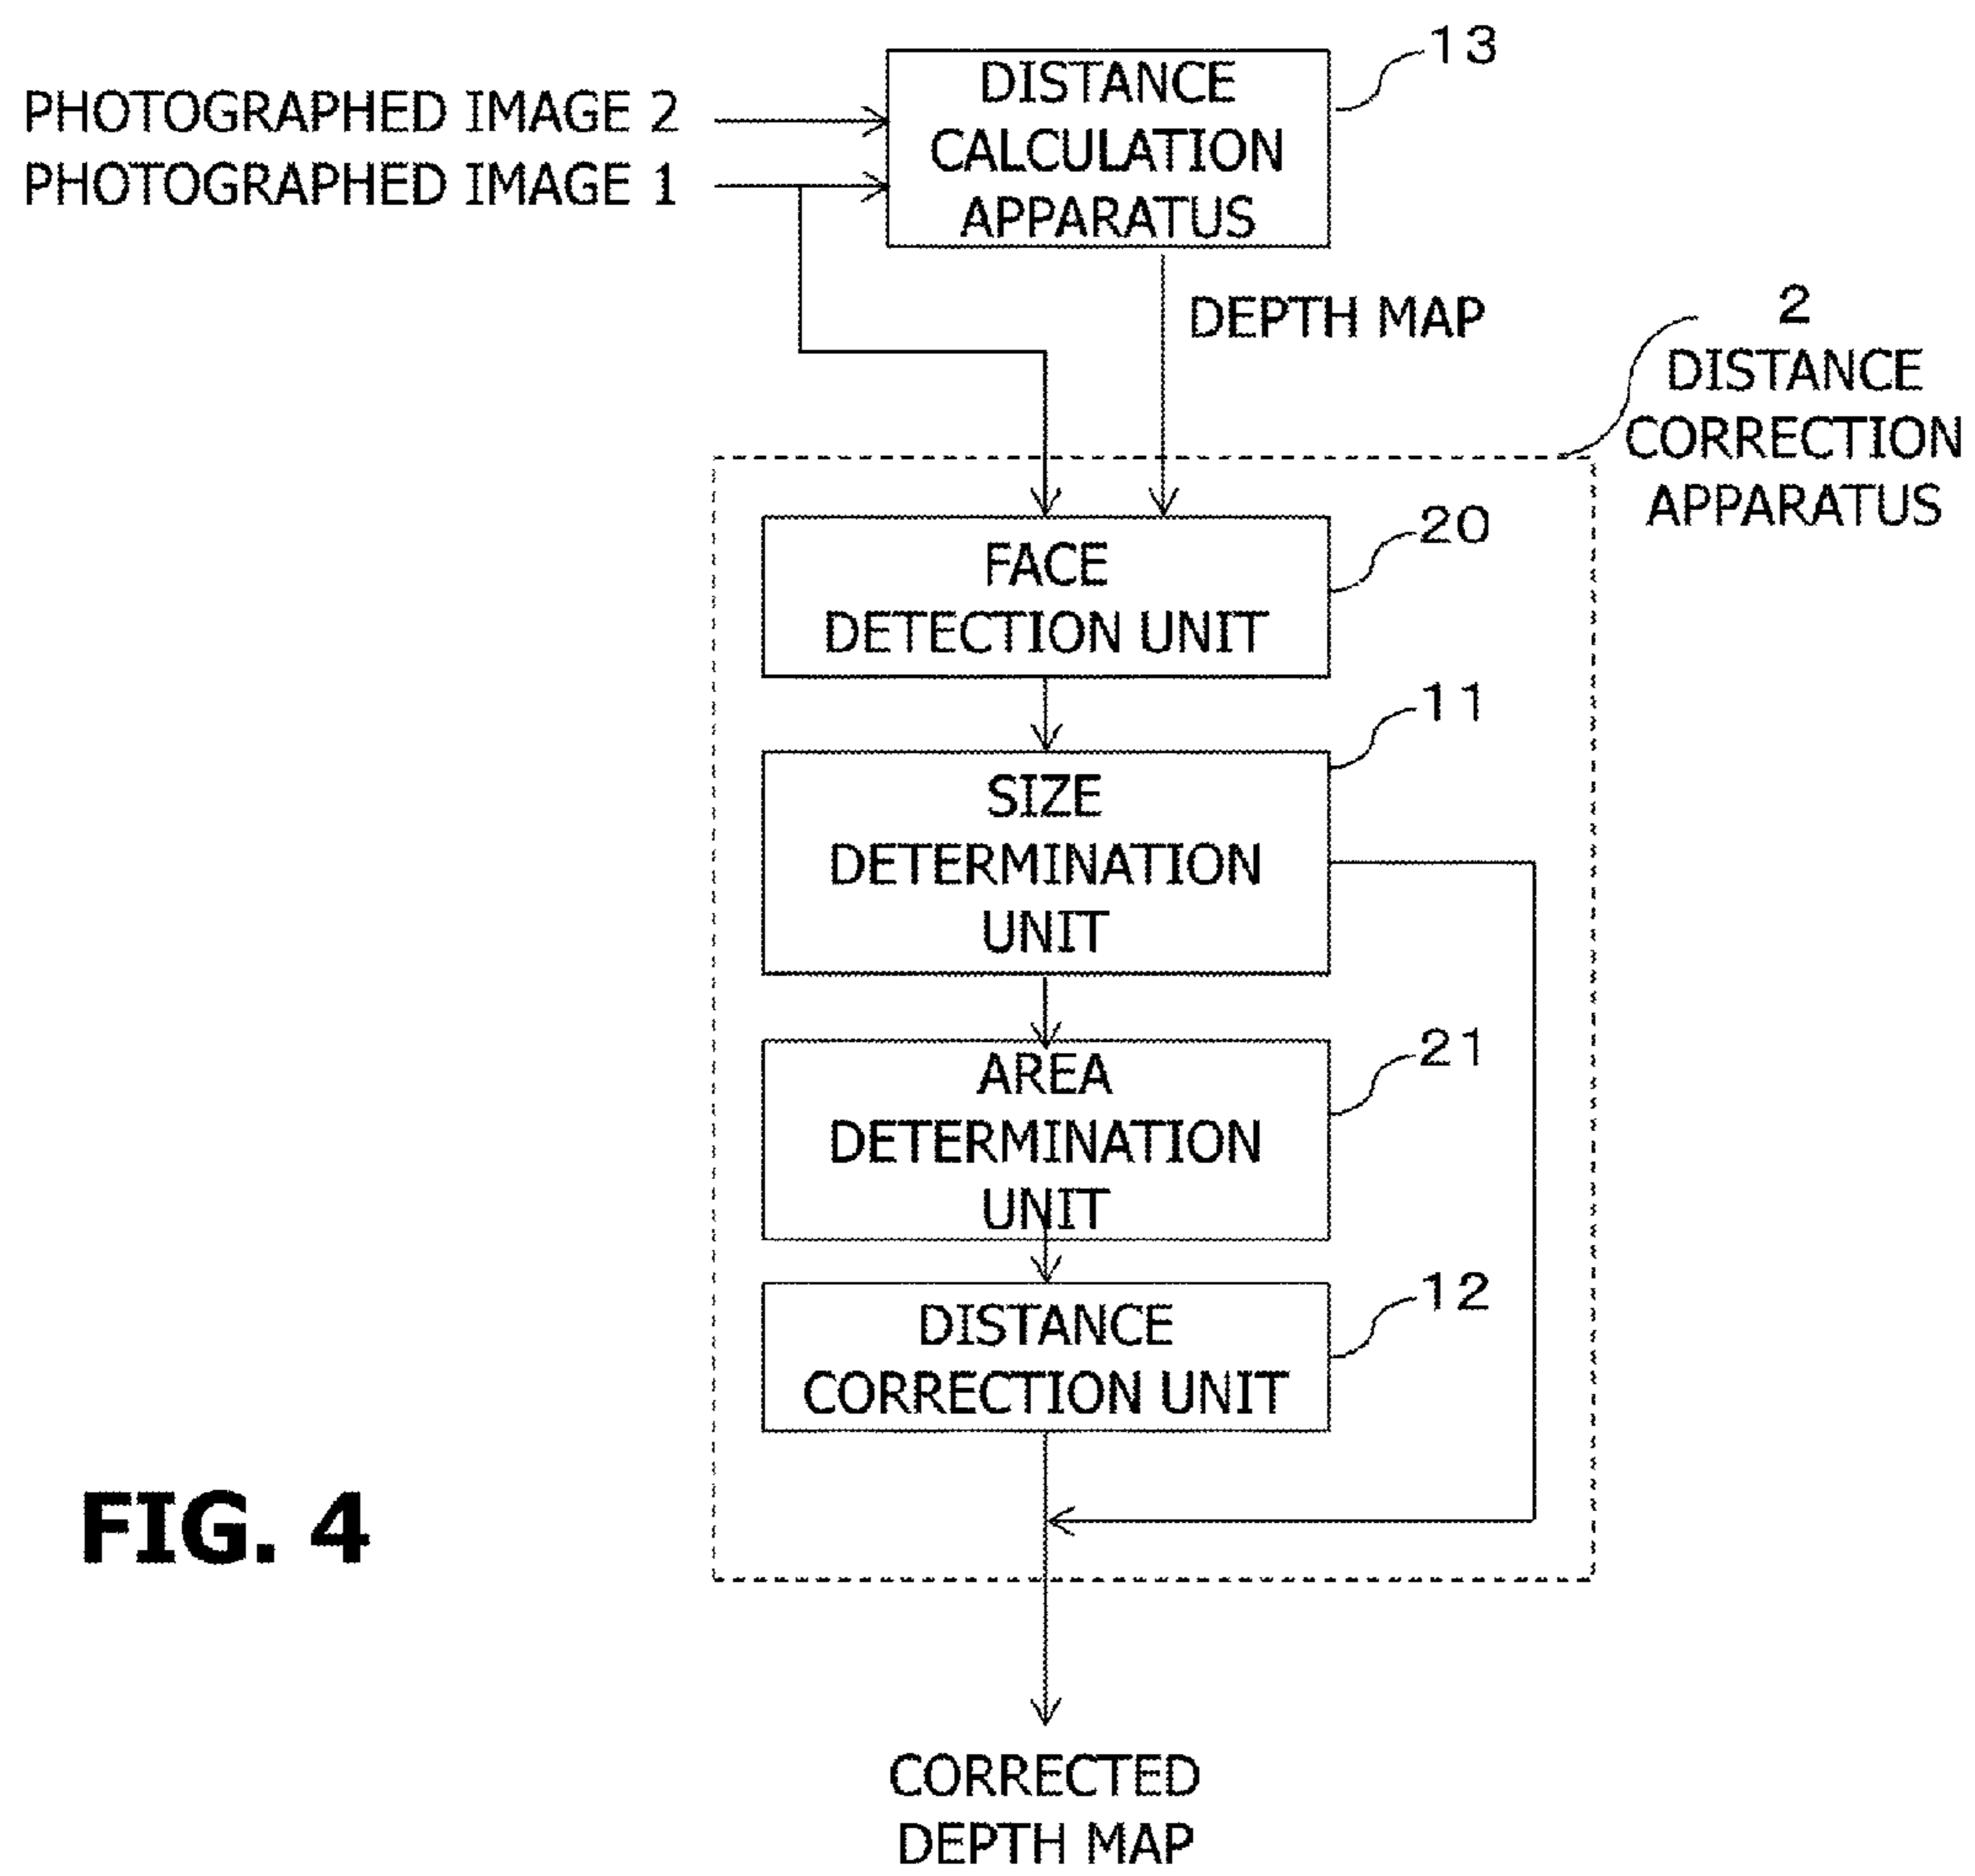 13
DISTANCE
CALCULATION
APPARATUS
PHOTOGRAPHED IMAGE 2
PHOTOGRAPHED IMAGE 1
DEPTH MAP
2
DISTANCE
CORRECTION
APPARATUS
20
FACE
DETECTION UNIT
11
SIZE
DETERMINATION
UNIT
21
AREA
DETERMINATION
UNIT
12
DISTANCE
CORRECTION UNIT
FIG. 4
CORRECTED
DEPTH MAP